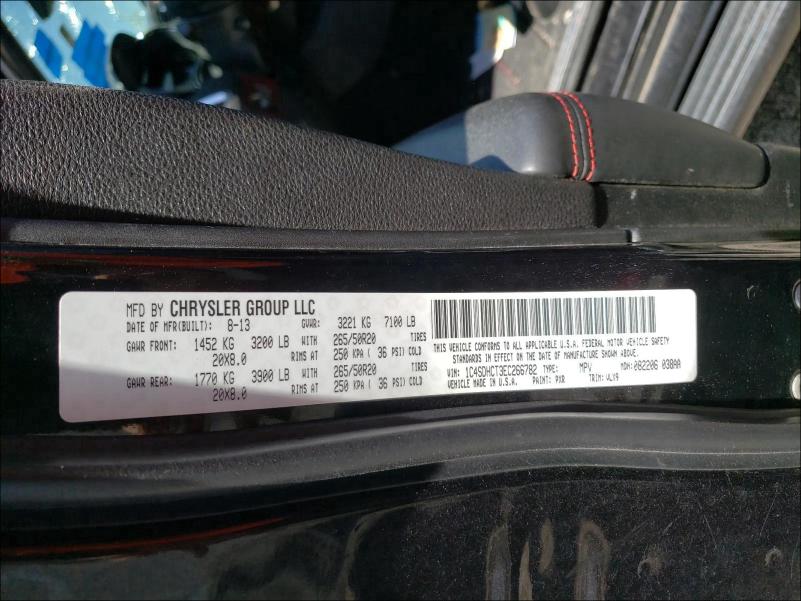 MFD BY CHRYSLER GROUP LLC
DATE OF MFR(BUILT): 8-13 GVWR: 3221 KG 7100 LB
GAWR FRONT: 1452 KG 3200 LB WITH 265/50R20 TIRES
20X8.0 RIMS AT 250 KPA ( 36 PSI) COLD
GAWR REAR: 1770 KG 3900 LB WITH 265/50R20 TIRES
20X8.0 RIMS AT 250 KPA ( 36 PSI) COLD
THIS VEHICLE CONFORMS TO ALL APPLICABLE U.S.A. FEDERAL MOTOR VEHICLE SAFETY
STANDARDS IN EFFECT ON THE DATE OF MANUFACTURE SHOWN ABOVE.
VIN: 1C4SDHCT3EC266782 TYPE: MPV MDH: 082206 038AA
VEHICLE MADE IN U.S.A. PAINT: PXR TRIM: VLX9